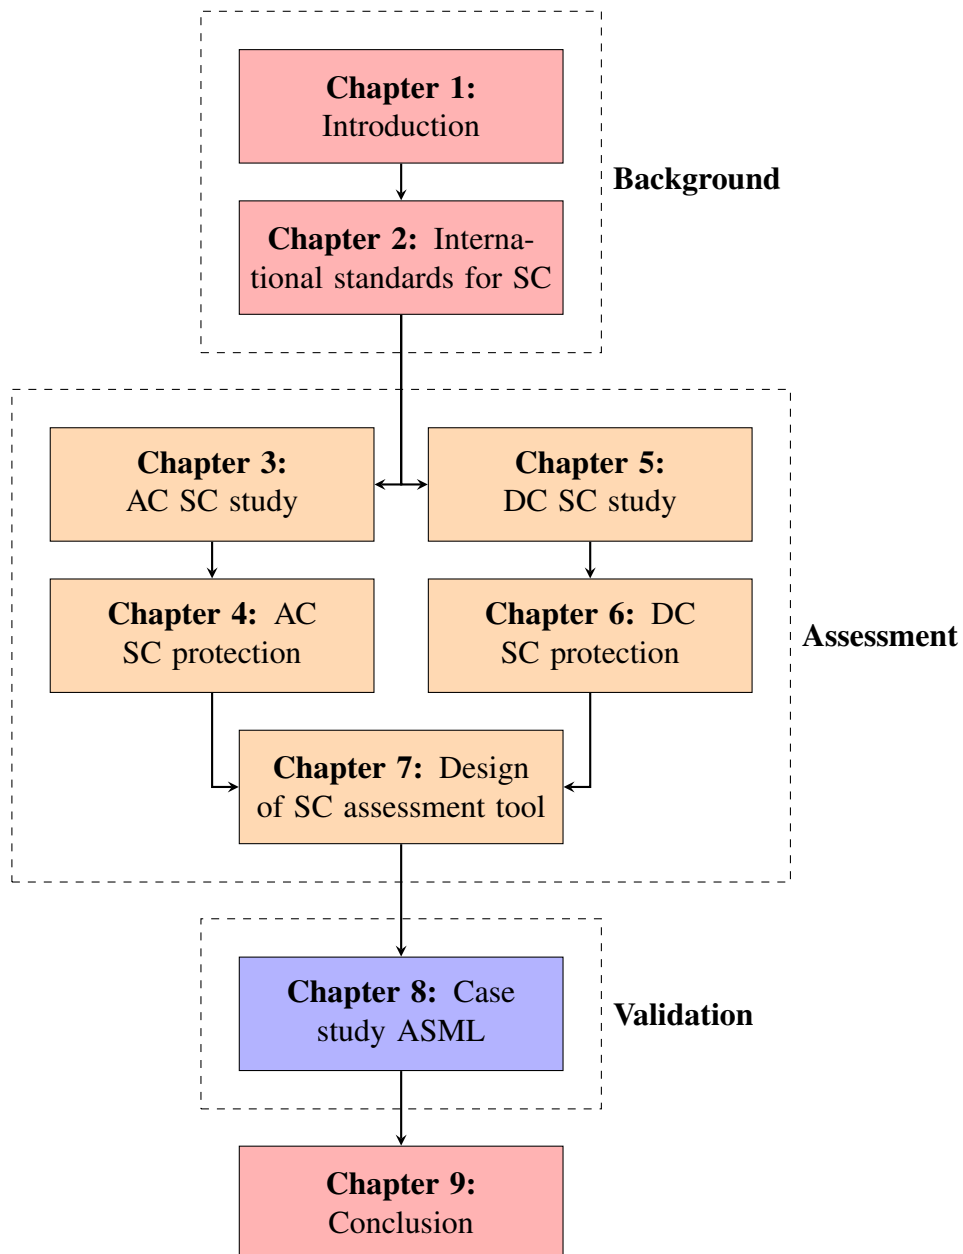 Chapter 1:
Introduction
Background
Chapter 2: Interna-
tional standards for SC
Chapter 3:
AC SC study
Chapter 5:
DC SC study
Chapter 4: AC
SC protection
Chapter 6: DC
SC protection
Assessment
Chapter 7: Design
of SC assessment tool
Chapter 8: Case
study ASML
Validation
Chapter 9:
Conclusion